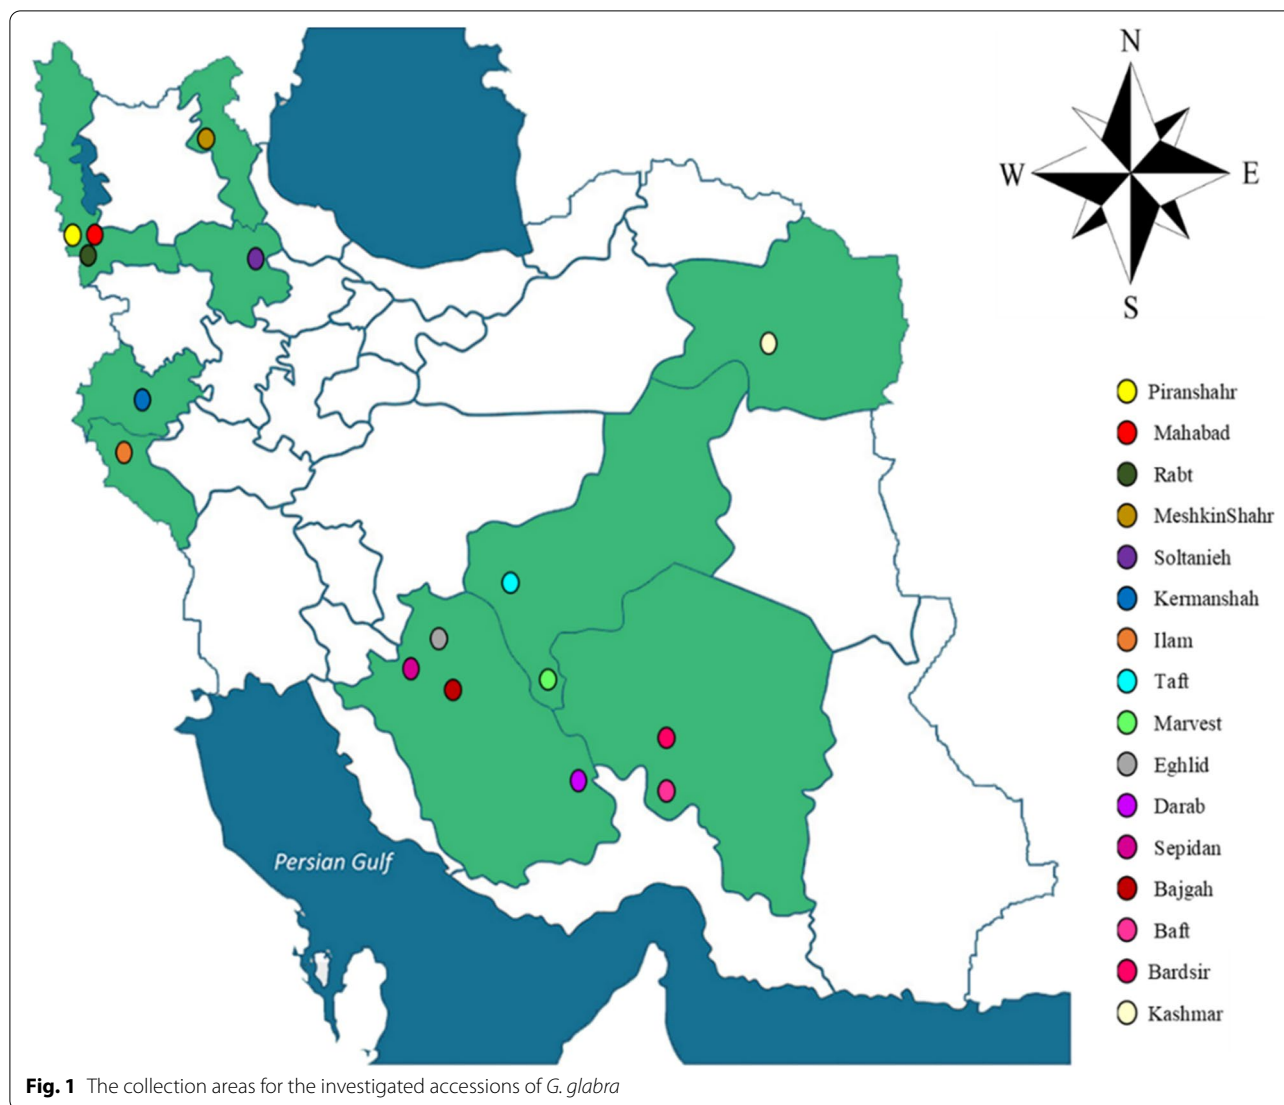 N
W
E
S
Piranshahr
Mahabad
Rabt
MeshkinShahr
Soltanieh
Kermanshah
Ilam
Taft
Marvest
Eghlid
Darab
Sepidan
Bajgah
Baft
Bardsir
Kashmar
Persian Gulf
Fig. 1 The collection areas for the investigated accessions of G. glabra